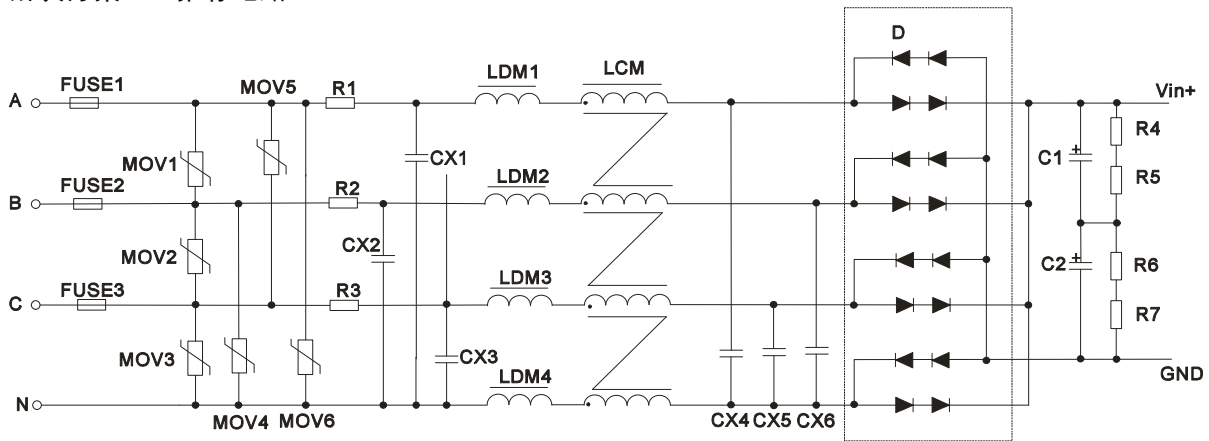 D
A
FUSE1
MOV5
R1
LDM1
LCM
Vin+
R4
MOV1
CX1
C1
+
R5
FUSE2
B
R2
LDM2
MOV2
CX2
C2
+
R6
FUSE3
C
R3
LDM3
R7
MOV3
CX3
GND
LDM4
N
MOV4
MOV6
CX4
CX5
CX6